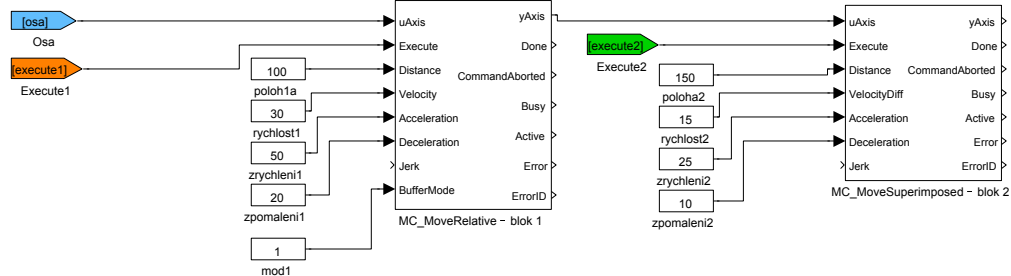 [osa]
Osa
[execute1]
Execute1
100
poloh1a
30
rychlost1
50
zrychleni1
20
zpomaleni1
1
mod1
uAxis
Execute
Distance
Velocity
Acceleration
Deceleration
Jerk
BufferMode
yAxis
Done
CommandAborted
Busy
Active
Error
ErrorID
MC_MoveRelative - blok 1
[execute2]
Execute2
150
poloha2
15
rychlost2
25
zrychleni2
10
zpomaleni2
uAxis
Execute
Distance
VelocityDiff
Acceleration
Deceleration
Jerk
yAxis
Done
CommandAborted
Busy
Active
Error
ErrorID
MC_MoveSuperimposed - blok 2